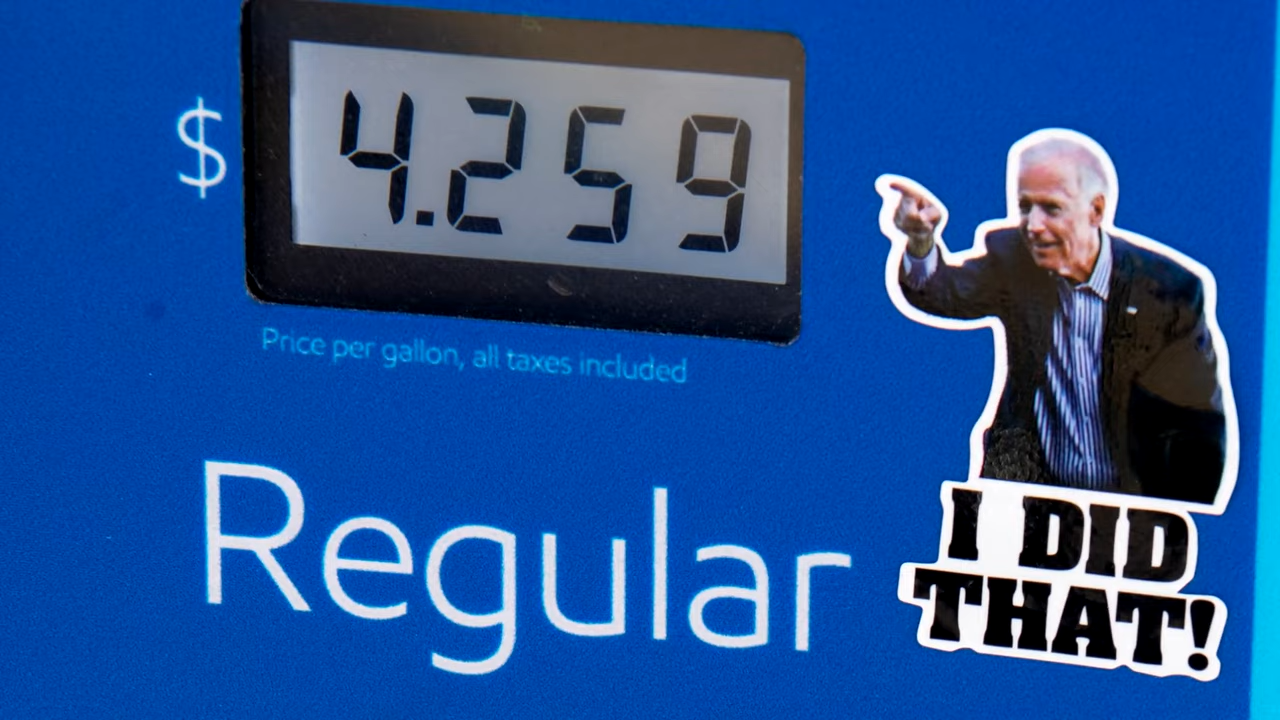 $ 4.259
Price per gallon, all taxes included
Regular
I DID
THAT!